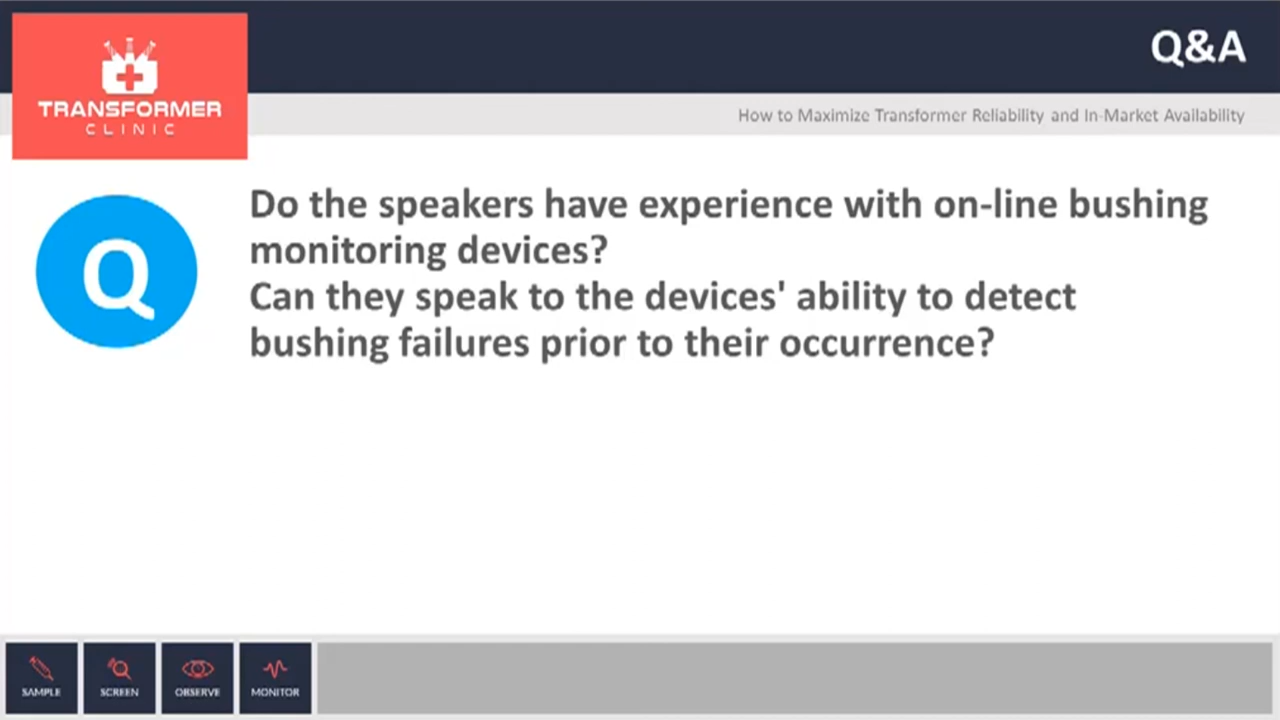 Q&A
TRANSFORMER
CLINIC
How to Maximize Transformer Reliability and In-Market Availability
Q
Do the speakers have experience with on-line bushing
monitoring devices?
Can they speak to the devices' ability to detect
bushing failures prior to their occurrence?
SAMPLE
SCREEN
OBSERVE
MONITOR